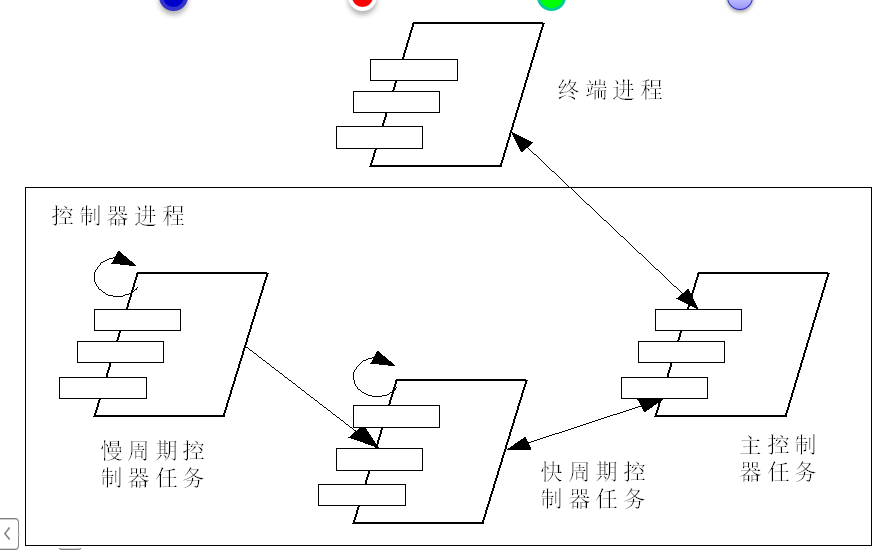 终端进程
控制器进程
慢周期控
制器任务
快周期控
制器任务
主控制
器任务